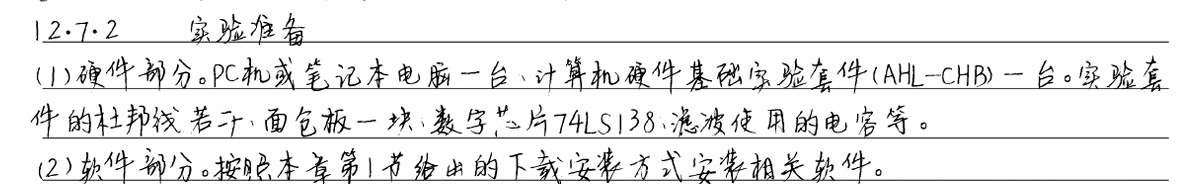 12.7.2 实验准备
(1)硬件部分。PC机或笔记本电脑一台、计算机硬件基础实验套件(AHL-CHB)一台。实验套
件的杜邦线若干、面包板一块、数字芯片74LS138、滤波使用的电容等。
(2)软件部分。按照本章第1节给出的下载安装方式安装相关软件。